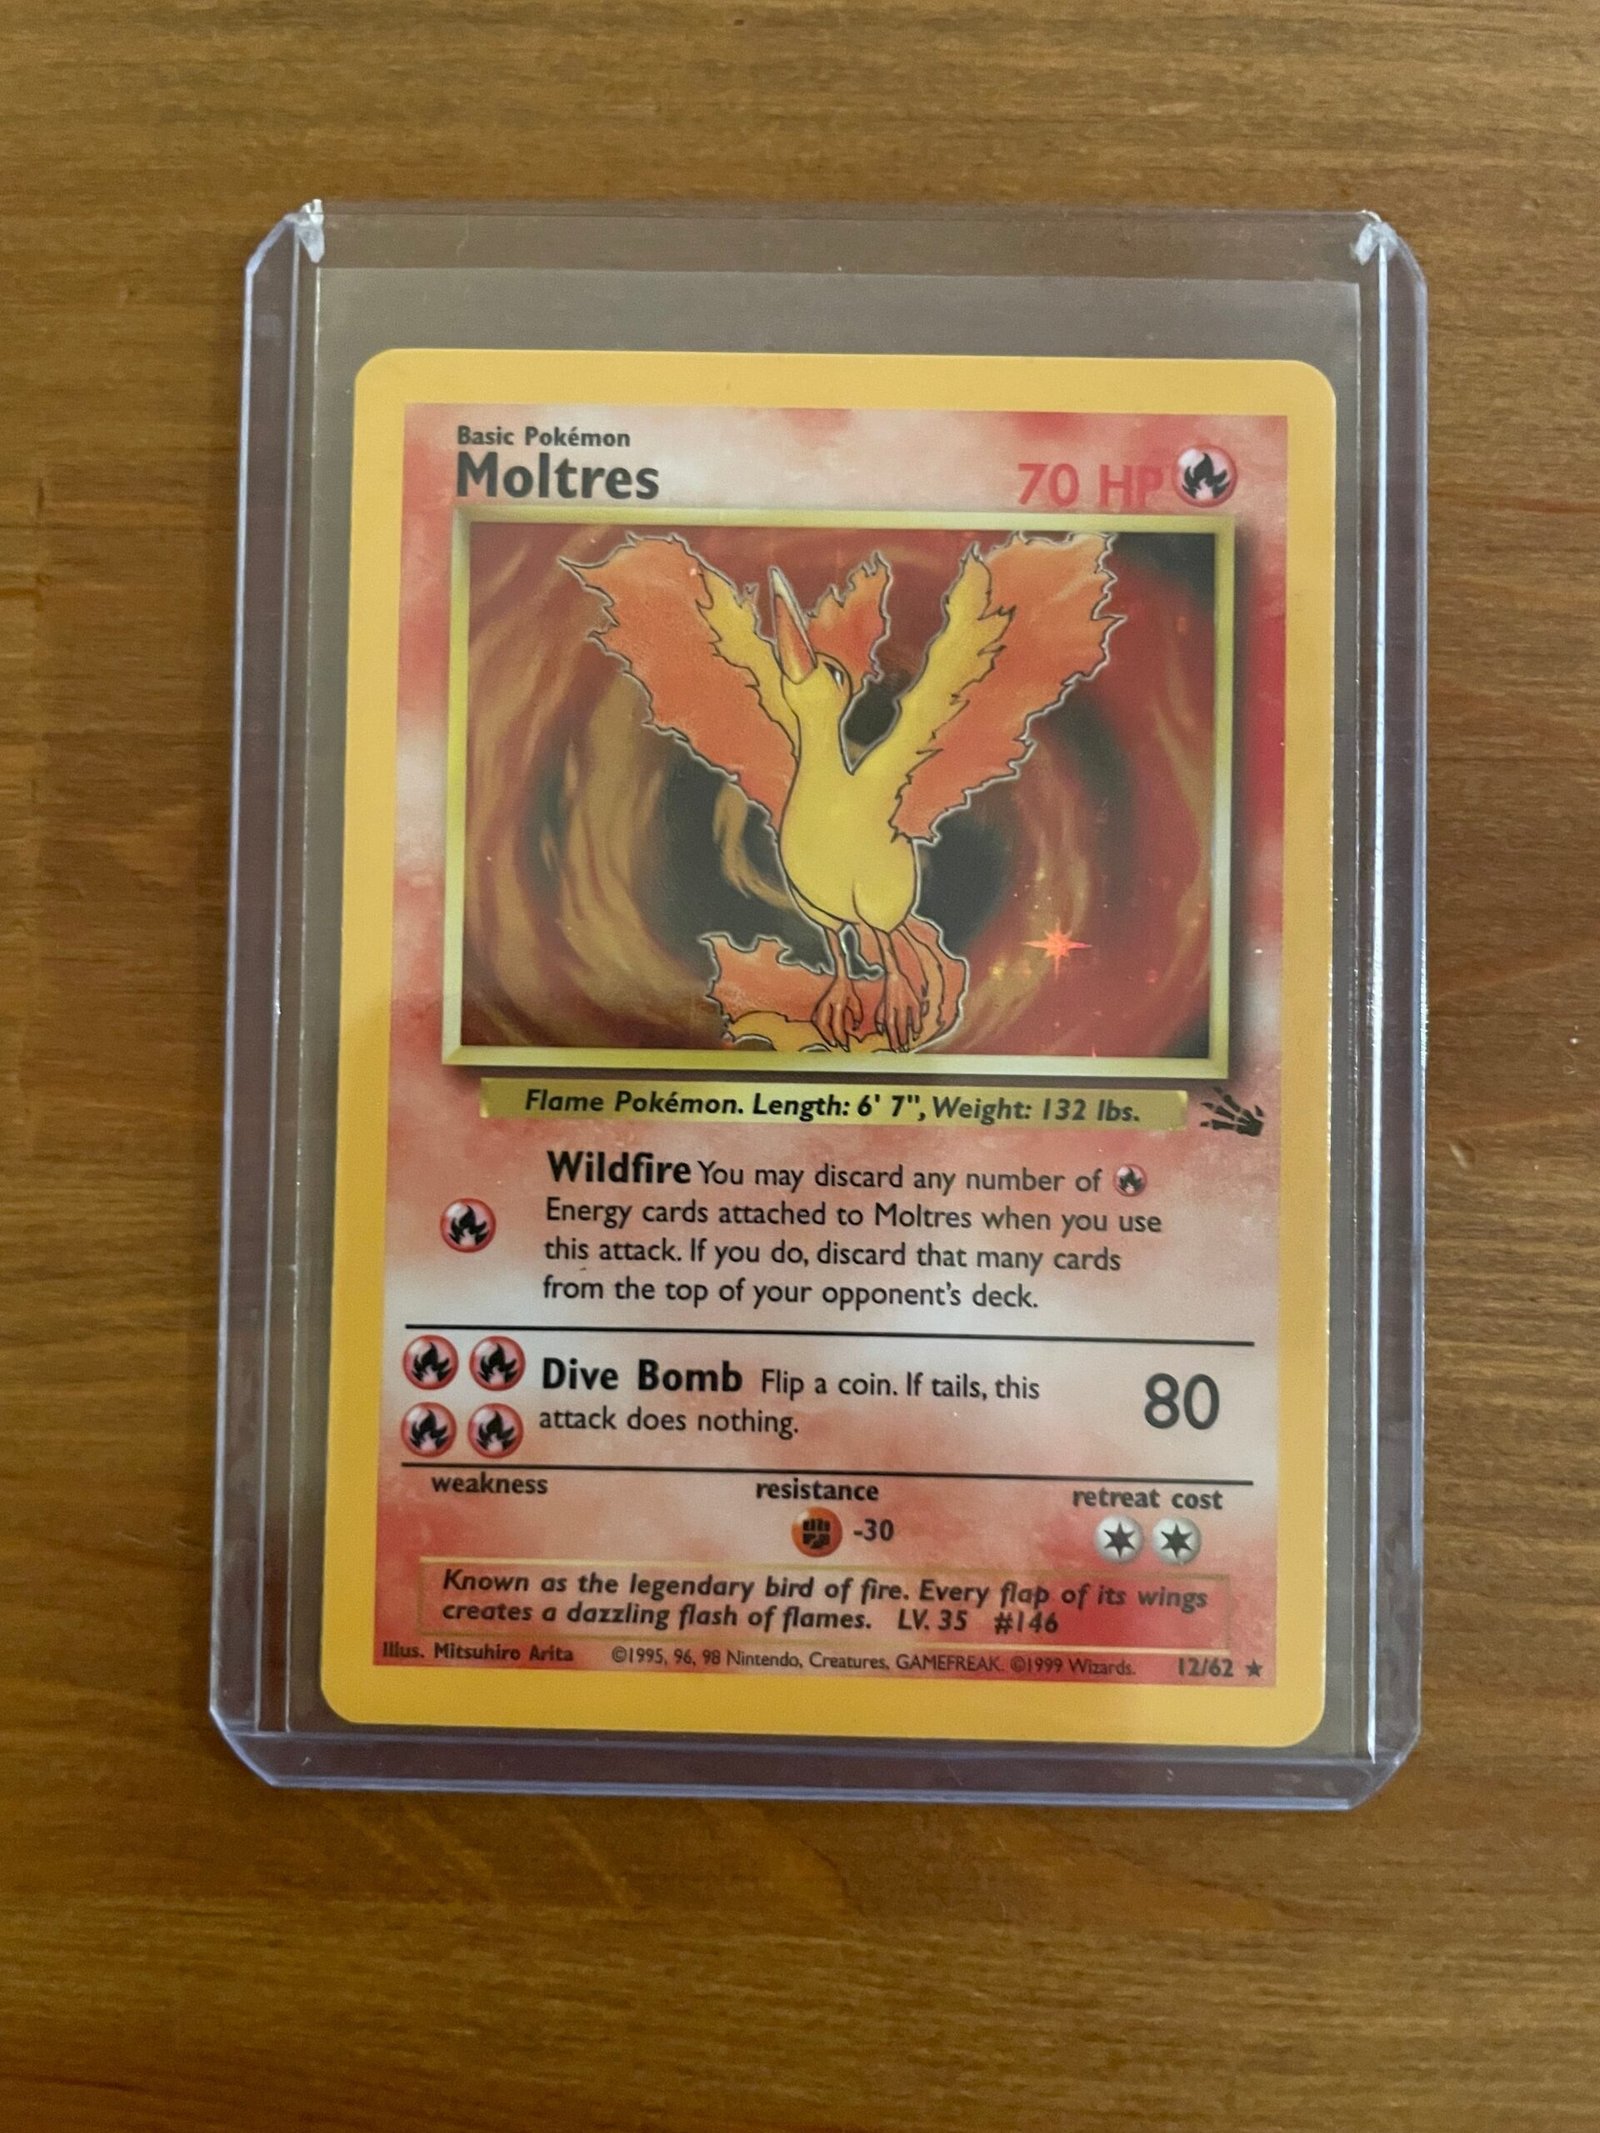 Basic Pokémon
Moltres 70 HP
Flame Pokémon. Length: 6' 7", Weight: 132 lbs.
Wildfire You may discard any number of
Energy cards attached to Moltres when you use
this attack. If you do, discard that many cards
from the top of your opponent's deck.
Dive Bomb Flip a coin. If tails, this
attack does nothing.
80
weakness resistance retreat cost
-30
Known as the legendary bird of fire. Every flap of its wings
creates a dazzling flash of flames. LV. 35 #146
Illus. Mitsuhiro Arita ©1995, 96, 98 Nintendo, Creatures, GAMEFREAK. ©1999 Wizards. 12/62 ★